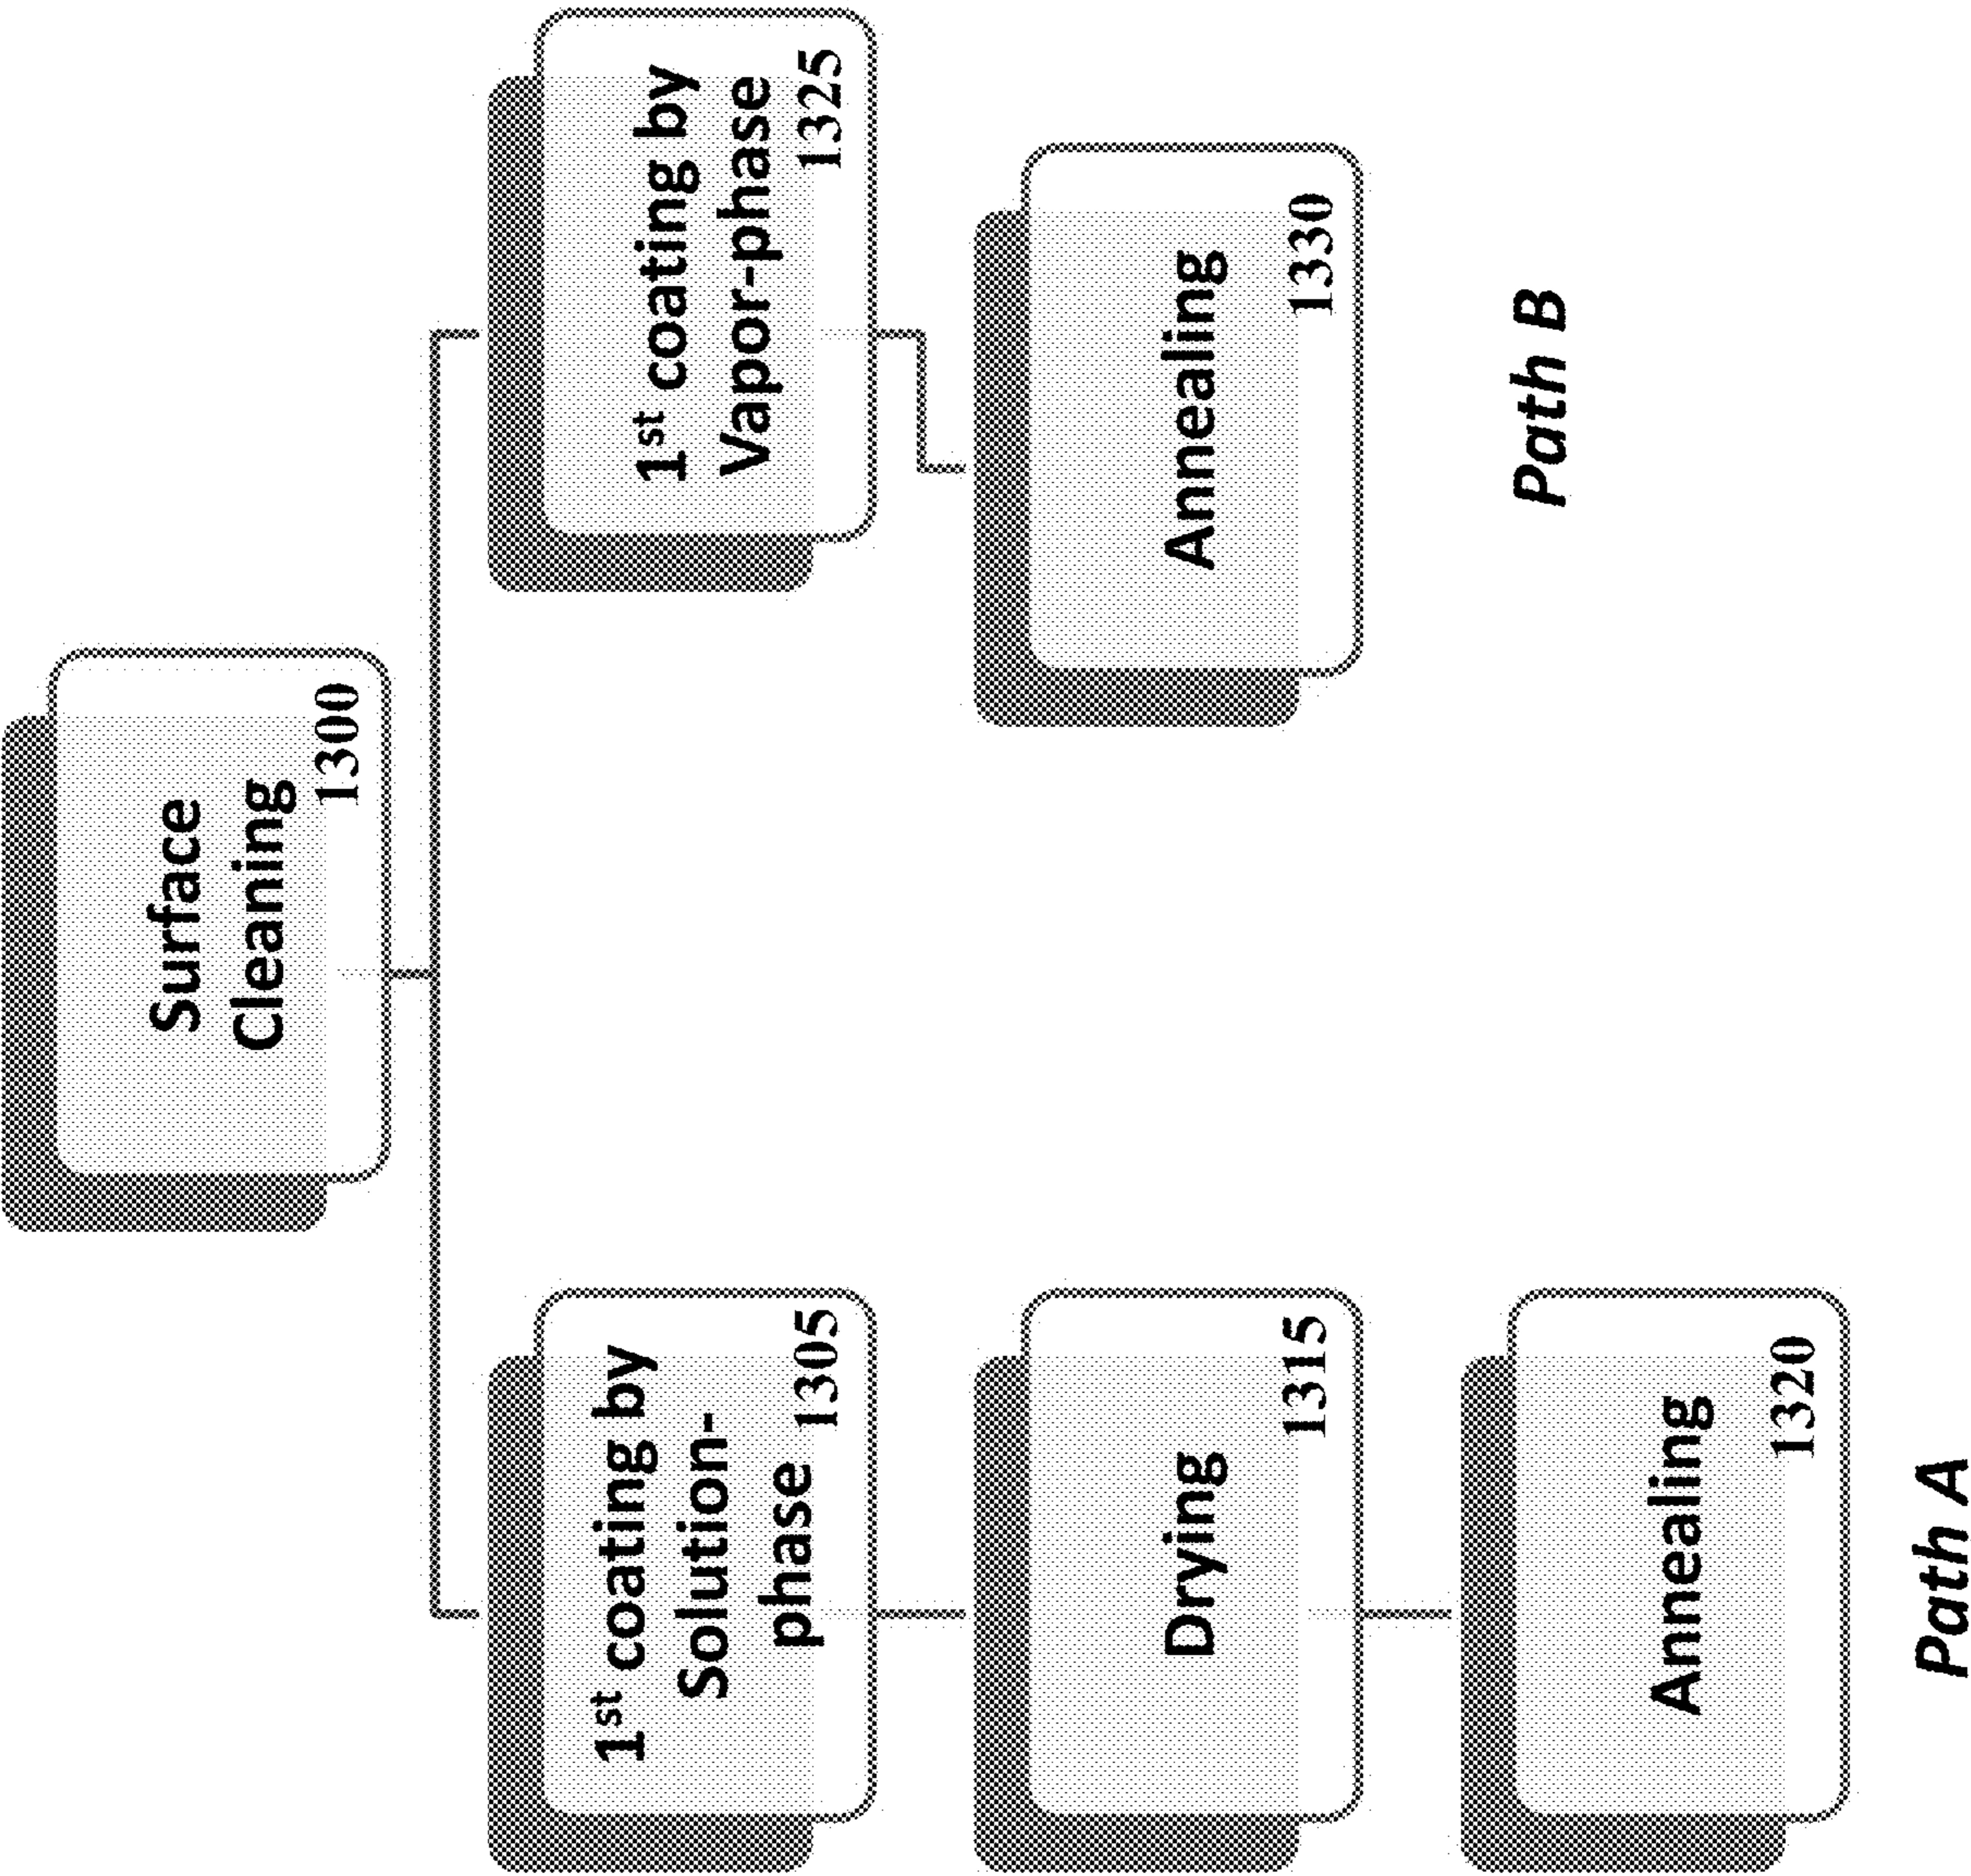 Surface
Cleaning
1300
1st coating by
Solution-
phase 1305
Drying
1315
Annealing
1320
Path A
1st coating by
Vapor-phase
1325
Annealing
1330
Path B